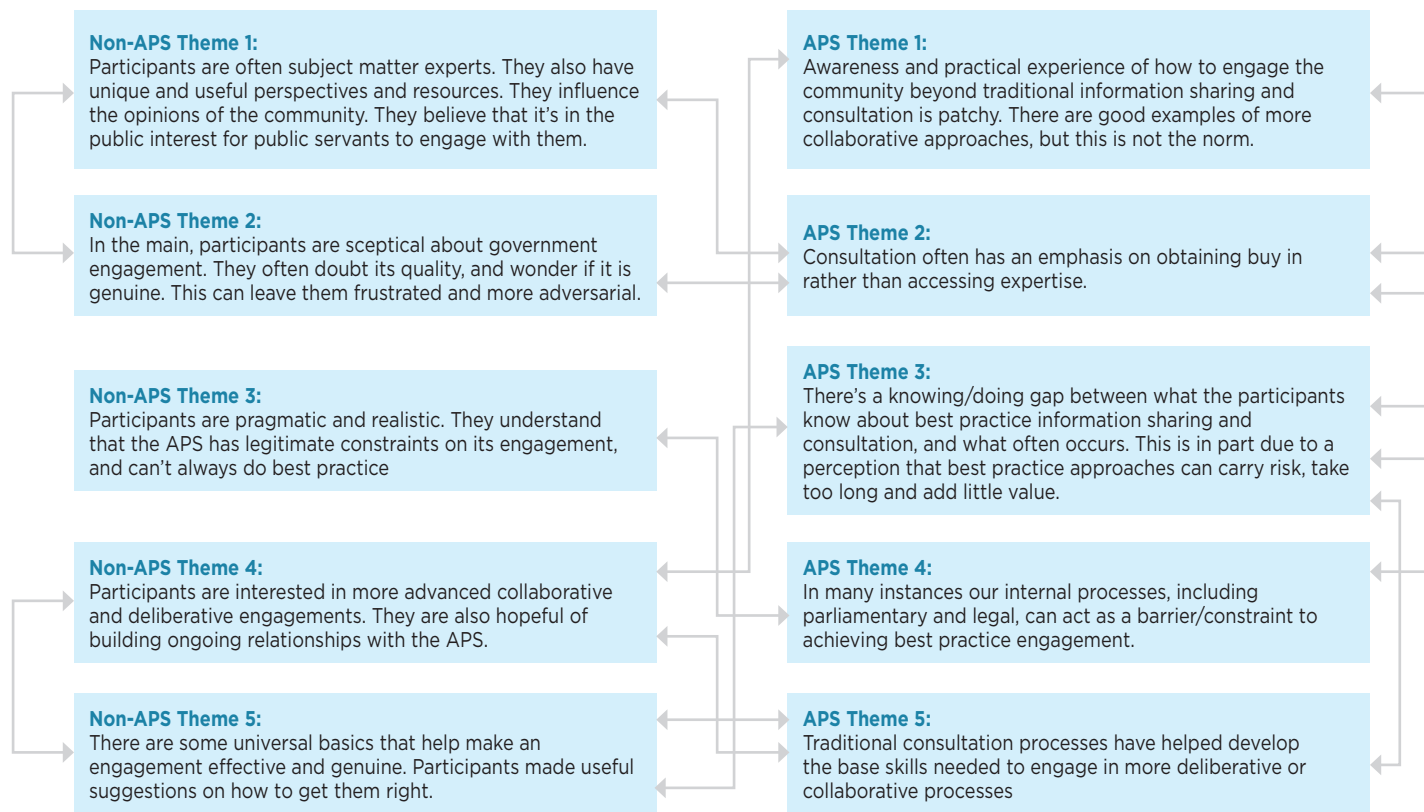 Non-APS Theme 1:
Participants are often subject matter experts. They also have
unique and useful perspectives and resources. They influence
the opinions of the community. They believe that it's in the
public interest for public servants to engage with them.
Non-APS Theme 2:
In the main, participants are sceptical about government
engagement. They often doubt its quality, and wonder if it is
genuine. This can leave them frustrated and more adversarial.
Non-APS Theme 3:
Participants are pragmatic and realistic. They understand
that the APS has legitimate constraints on its engagement,
and can't always do best practice
Non-APS Theme 4:
Participants are interested in more advanced collaborative
and deliberative engagements. They are also hopeful of
building ongoing relationships with the APS.
Non-APS Theme 5:
There are some universal basics that help make an
engagement effective and genuine. Participants made useful
suggestions on how to get them right.
APS Theme 1:
Awareness and practical experience of how to engage the
community beyond traditional information sharing and
consultation is patchy. There are good examples of more
collaborative approaches, but this is not the norm.
APS Theme 2:
Consultation often has an emphasis on obtaining buy in
rather than accessing expertise.
APS Theme 3:
There's a knowing/doing gap between what the participants
know about best practice information sharing and
consultation, and what often occurs. This is in part due to a
perception that best practice approaches can carry risk, take
too long and add little value.
APS Theme 4:
In many instances our internal processes, including
parliamentary and legal, can act as a barrier/constraint to
achieving best practice engagement.
APS Theme 5:
Traditional consultation processes have helped develop
the base skills needed to engage in more deliberative or
collaborative processes